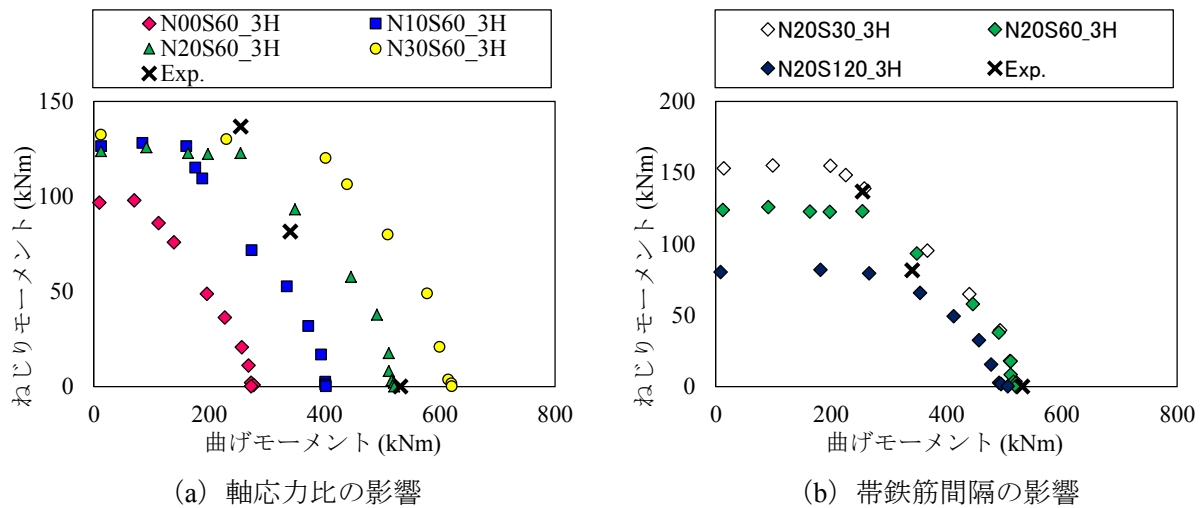 N00S60_3H N10S60_3H
N20S60_3H N30S60_3H
Exp.
150
100
50
0
0 200 400 600 800
ねじりモーメント (kNm)
曲げモーメント (kNm)
(a) 軸応力比の影響
N20S30_3H N20S60_3H
N20S120_3H Exp.
200
150
100
50
0
0 200 400 600 800
ねじりモーメント (kNm)
曲げモーメント (kNm)
(b) 帯鉄筋間隔の影響